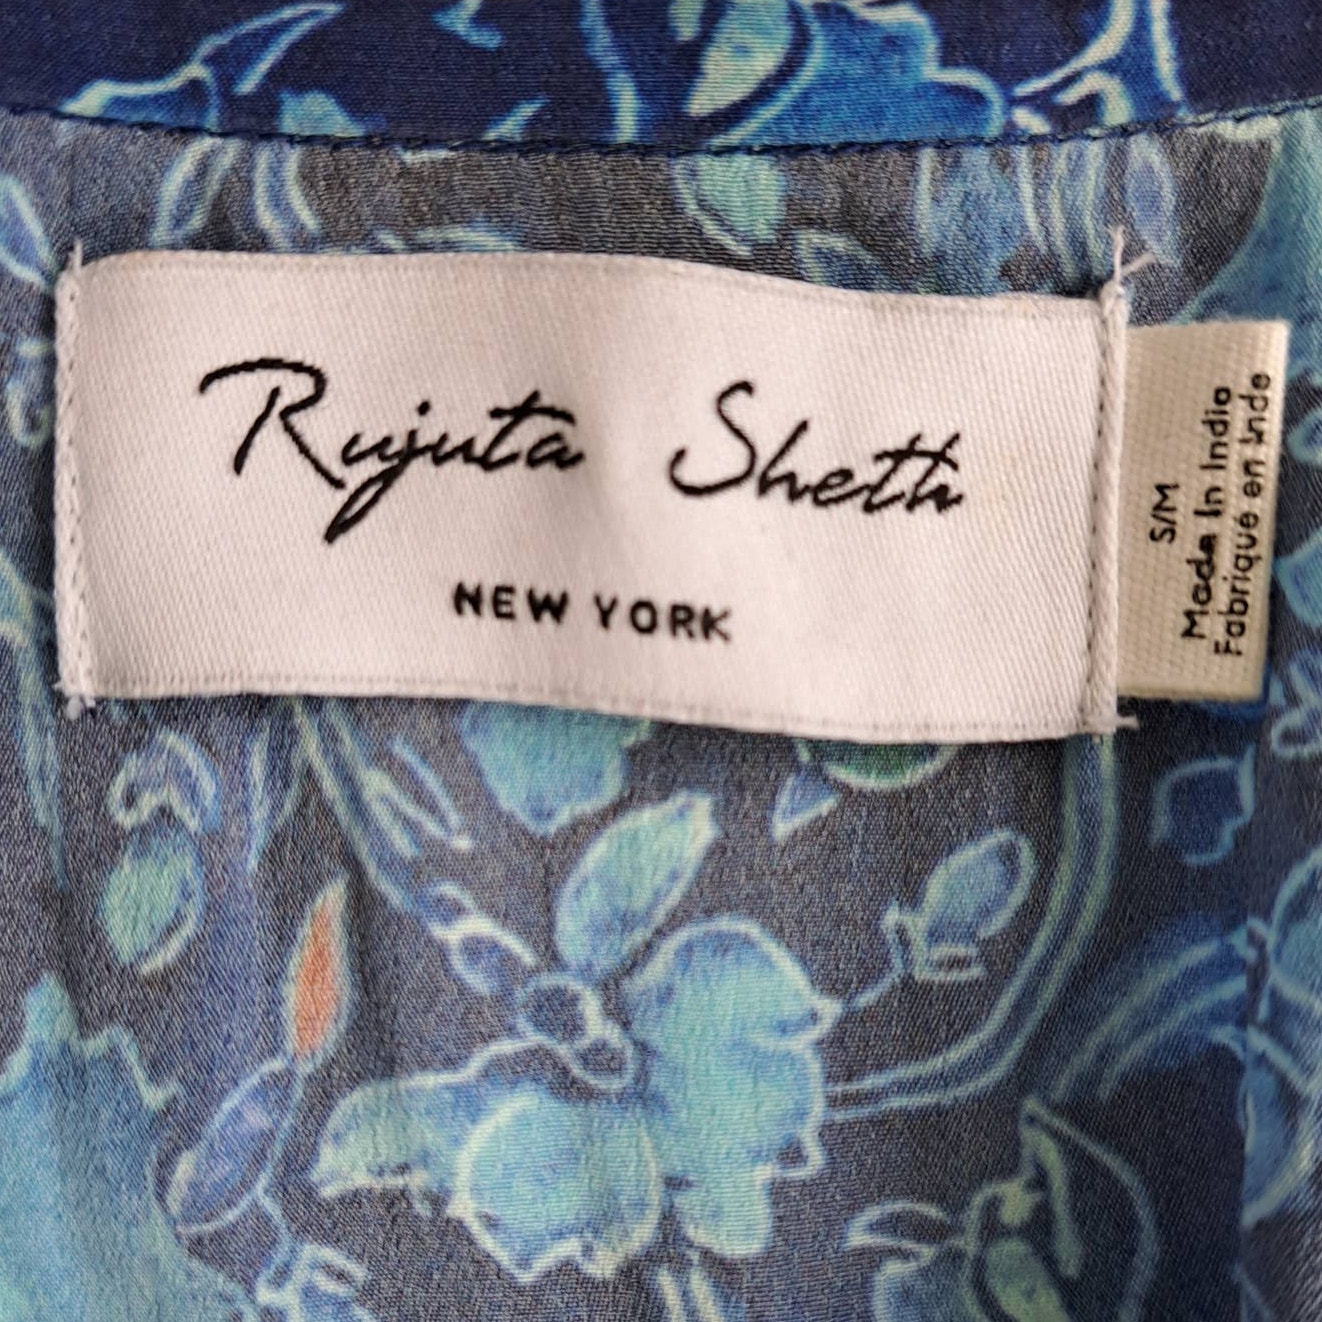 Rujuta Sheth
NEW YORK
S/M
Made In India
Fabriqué en Inde